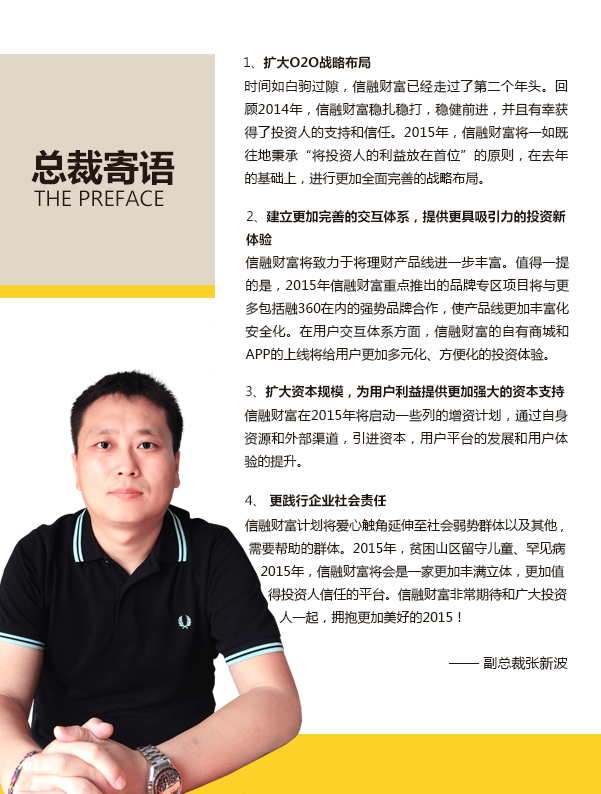 总裁寄语
THE PREFACE
1、扩大O2O战略布局
时间如白驹过隙，信融财富已经走过了第二个年头。回
顾2014年，信融财富稳扎稳打，稳健前进，并且有幸获
得了投资人的支持和信任。2015年，信融财富将一如既
往地秉承“将投资人的利益放在首位”的原则，在去年
的基础上，进行更加全面完善的战略布局。
2、建立更加完善的交互体系，提供更具吸引力的投资新
体验
信融财富将致力于将理财产品线进一步丰富。值得一提
的是，2015年信融财富重点推出的品牌专区项目将与更
多包括融360在内的强势品牌合作，使产品线更加丰富化
安全化。在用户交互体系方面，信融财富的自有商城和
APP的上线将给用户更加多元化、方便化的投资体验。
3、扩大资本规模，为用户利益提供更加强大的资本支持
信融财富在2015年将启动一些列的增资计划，通过自身
资源和外部渠道，引进资本，用户平台的发展和用户体
验的提升。
4、 更践行企业社会责任
信融财富计划将爱心触角延伸至社会弱势群体以及其他，
需要帮助的群体。2015年，贫困山区留守儿童、罕见病
2015年，信融财富将会是一家更加丰满立体，更加值
得投资人信任的平台。信融财富非常期待和广大投资
人一起，拥抱更加美好的2015！
—— 副总裁张新波